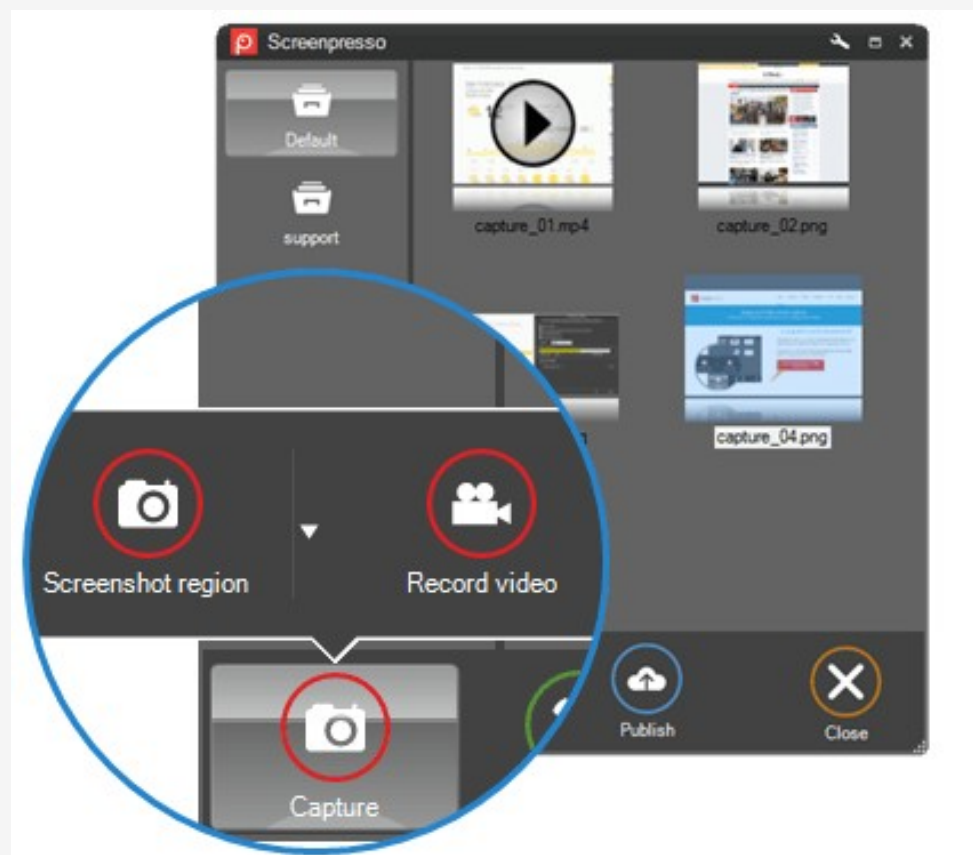 Screenpresso
Default
support
capture_01.mp4
capture_02.png
capture_04.png
Screenshot region
Record video
Capture
Publish
Close